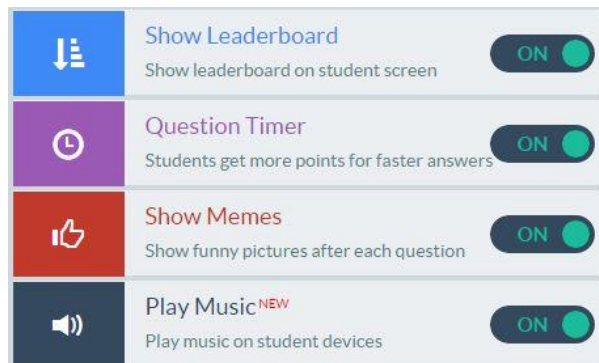 Show Leaderboard
Show leaderboard on student screen
ON
Question Timer
Students get more points for faster answers
ON
Show Memes
Show funny pictures after each question
ON
Play Music NEW
Play music on student devices
ON